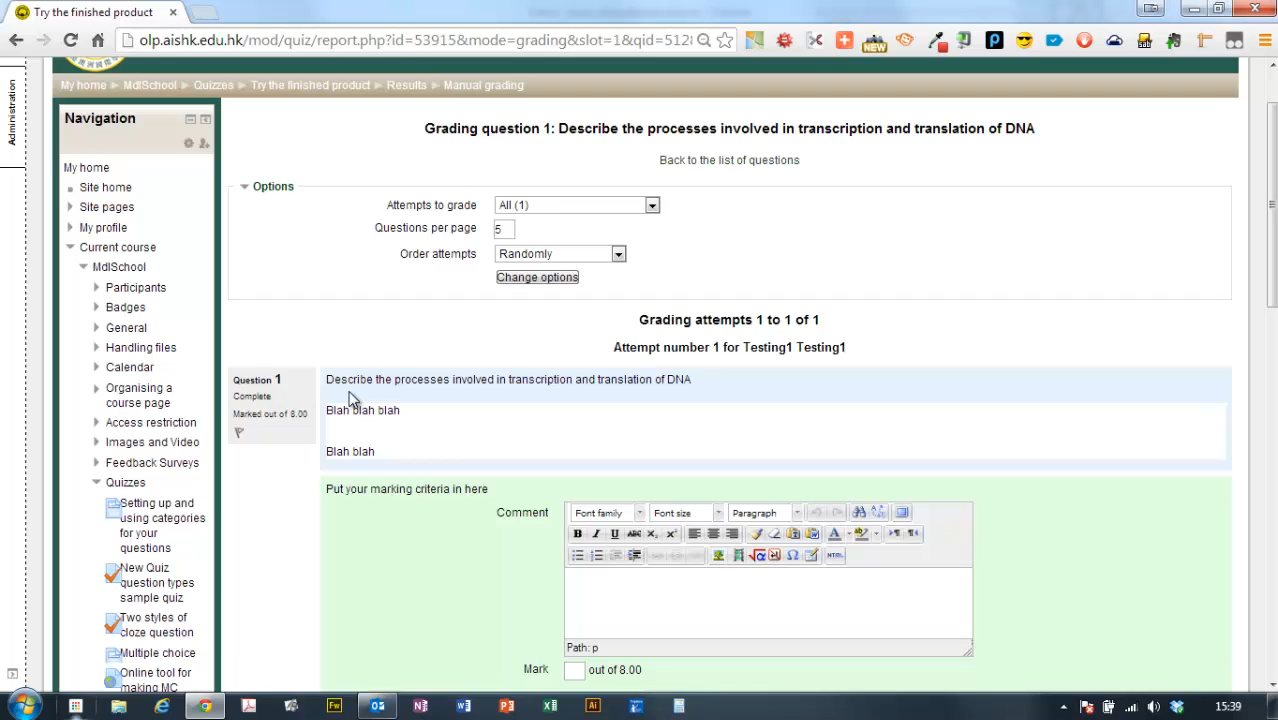 Try the finished product
olp.aishk.edu.hk/mod/quiz/report.php?id=53915&mode=grading&slot=1&qid=512
NEW
Administration
My home ► MdlSchool ► Quizzes ► Try the finished product ► Results ► Manual grading
Navigation
My home
Site home
Site pages
My profile
Current course
MdlSchool
Participants
Badges
General
Handling files
Calendar
Organising a
course page
Access restriction
Images and Video
Feedback Surveys
Quizzes
Setting up and
using categories
for your
questions
New Quiz
question types
sample quiz
Two styles of
cloze question
Multiple choice
Online tool for
making MC
Grading question 1: Describe the processes involved in transcription and translation of DNA
Back to the list of questions
Options
Attempts to grade All (1)
Questions per page 5
Order attempts Randomly
Change options
Grading attempts 1 to 1 of 1
Attempt number 1 for Testing1 Testing1
Question 1
Complete
Marked out of 8.00
Describe the processes involved in transcription and translation of DNA
Blah blah blah
Blah blah
Put your marking criteria in here
Comment
Font family Font size Paragraph
B I U ABC X₂ X²
HTML
Path: p
Mark out of 8.00
Fw Ai
15:39